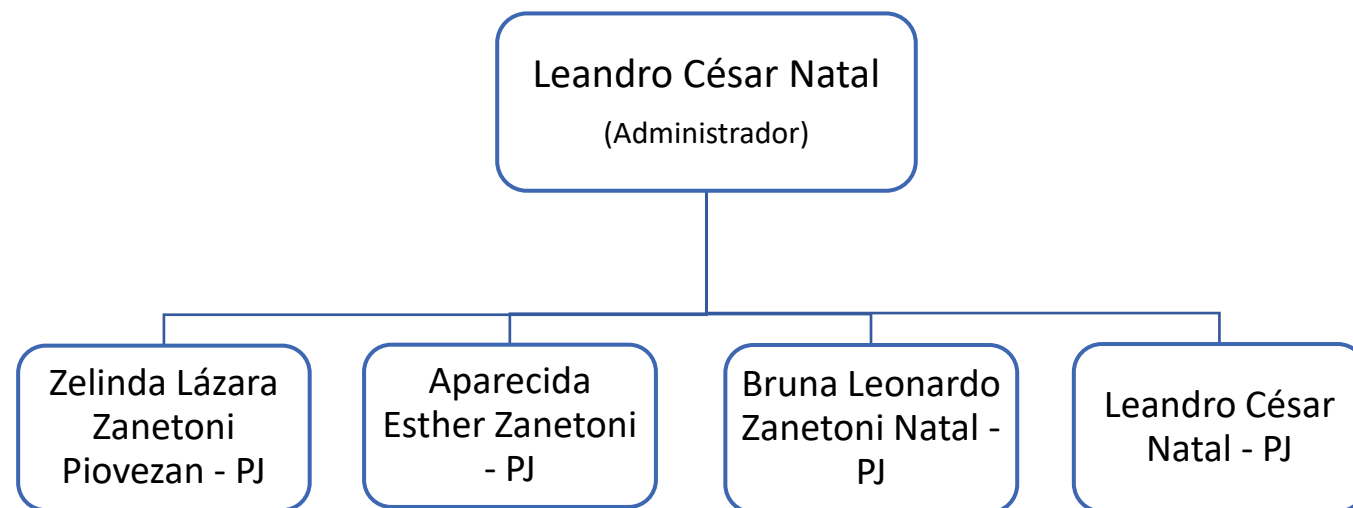 Leandro César Natal
(Administrador)
Zelinda Lázara
Zanetoni
Piovezan - PJ
Aparecida
Esther Zanetoni
- PJ
Bruna Leonardo
Zanetoni Natal -
PJ
Leandro César
Natal - PJ